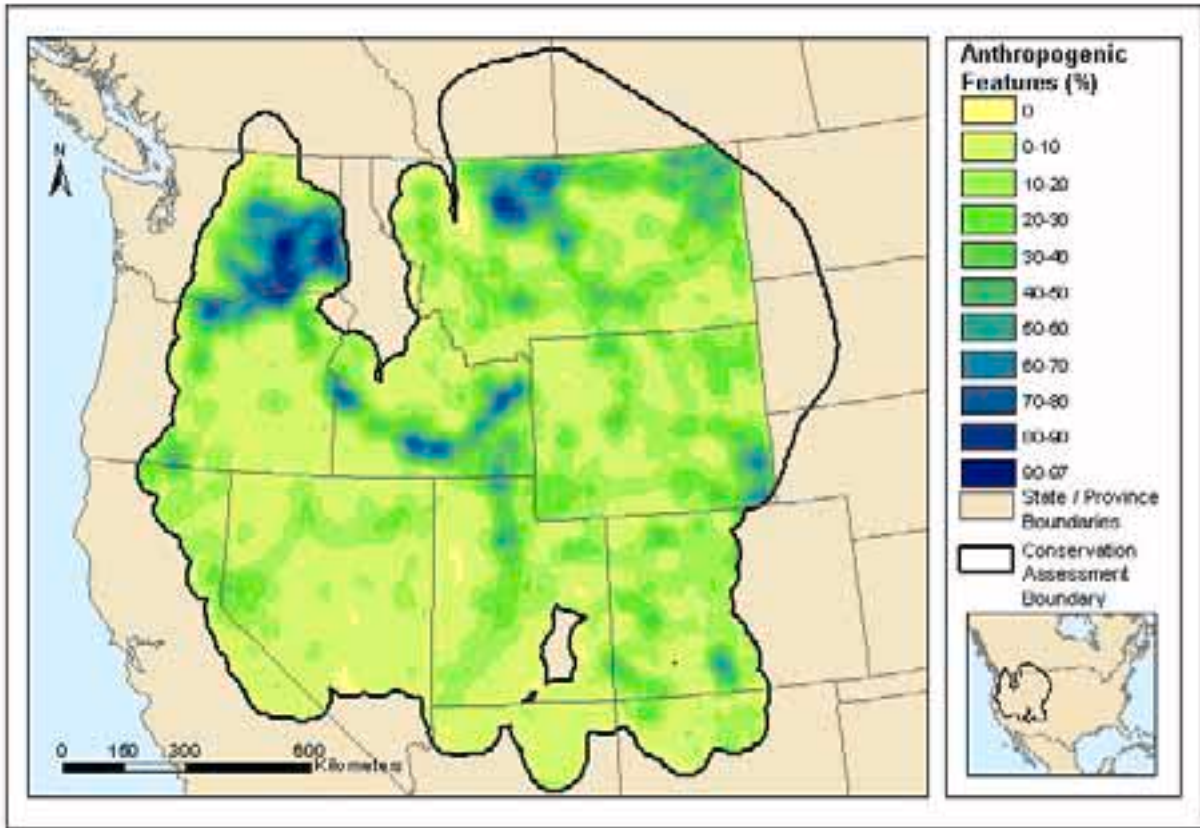 N
0 150 300 600
Kilometers
Anthropogenic
Features (%)
0
0-10
10-20
20-30
30-40
40-50
50-60
60-70
70-80
80-90
90-97
State / Province
Boundaries
Conservation
Assessment
Boundary